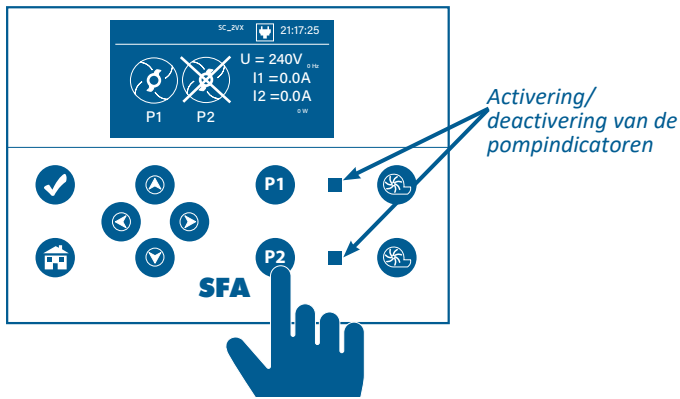 SC_2VX 21:17:25
U = 240V
0 Hz
I1 =0.0A
I2 =0.0A
0 W
P1 P2
Activering/
deactivering van de
pompindicatoren
P1
P2
SFA